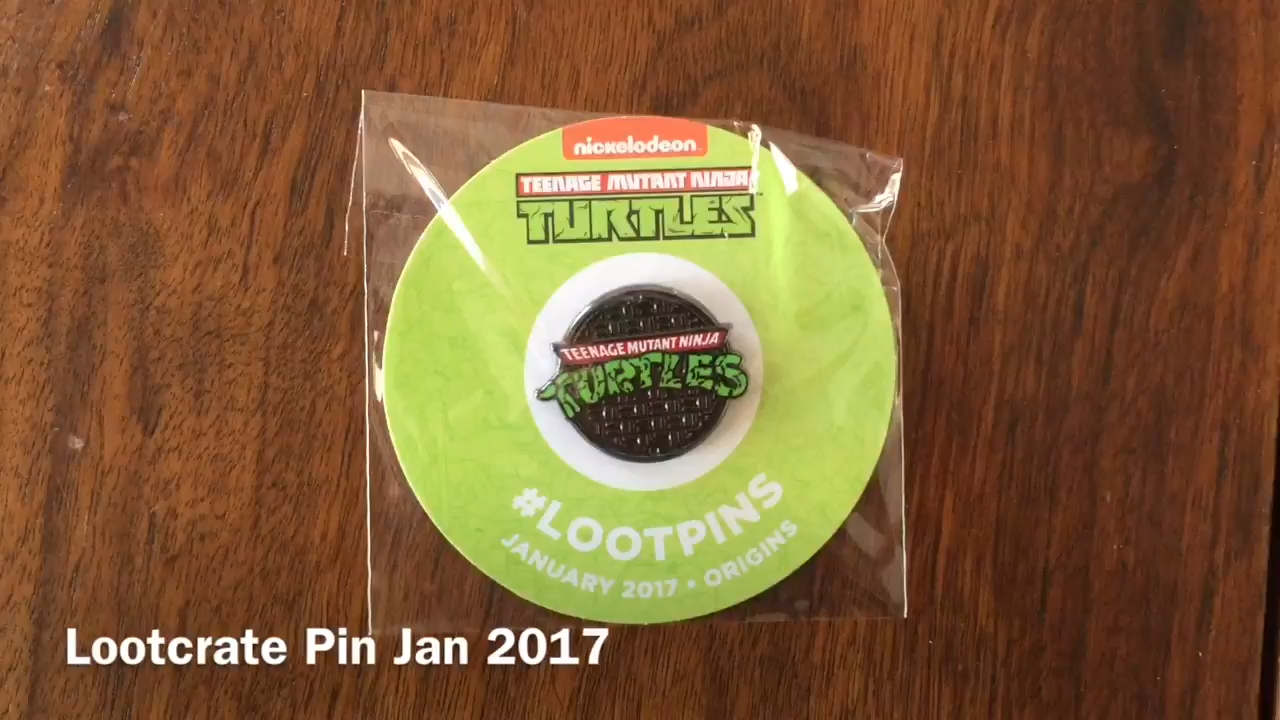 nickelodeon
TEENAGE MUTANT NINJA
TURTLES
TEENAGE MUTANT NINJA
TURTLES
#LOOTPINS
JANUARY 2017 • ORIGINS
Lootcrate Pin Jan 2017